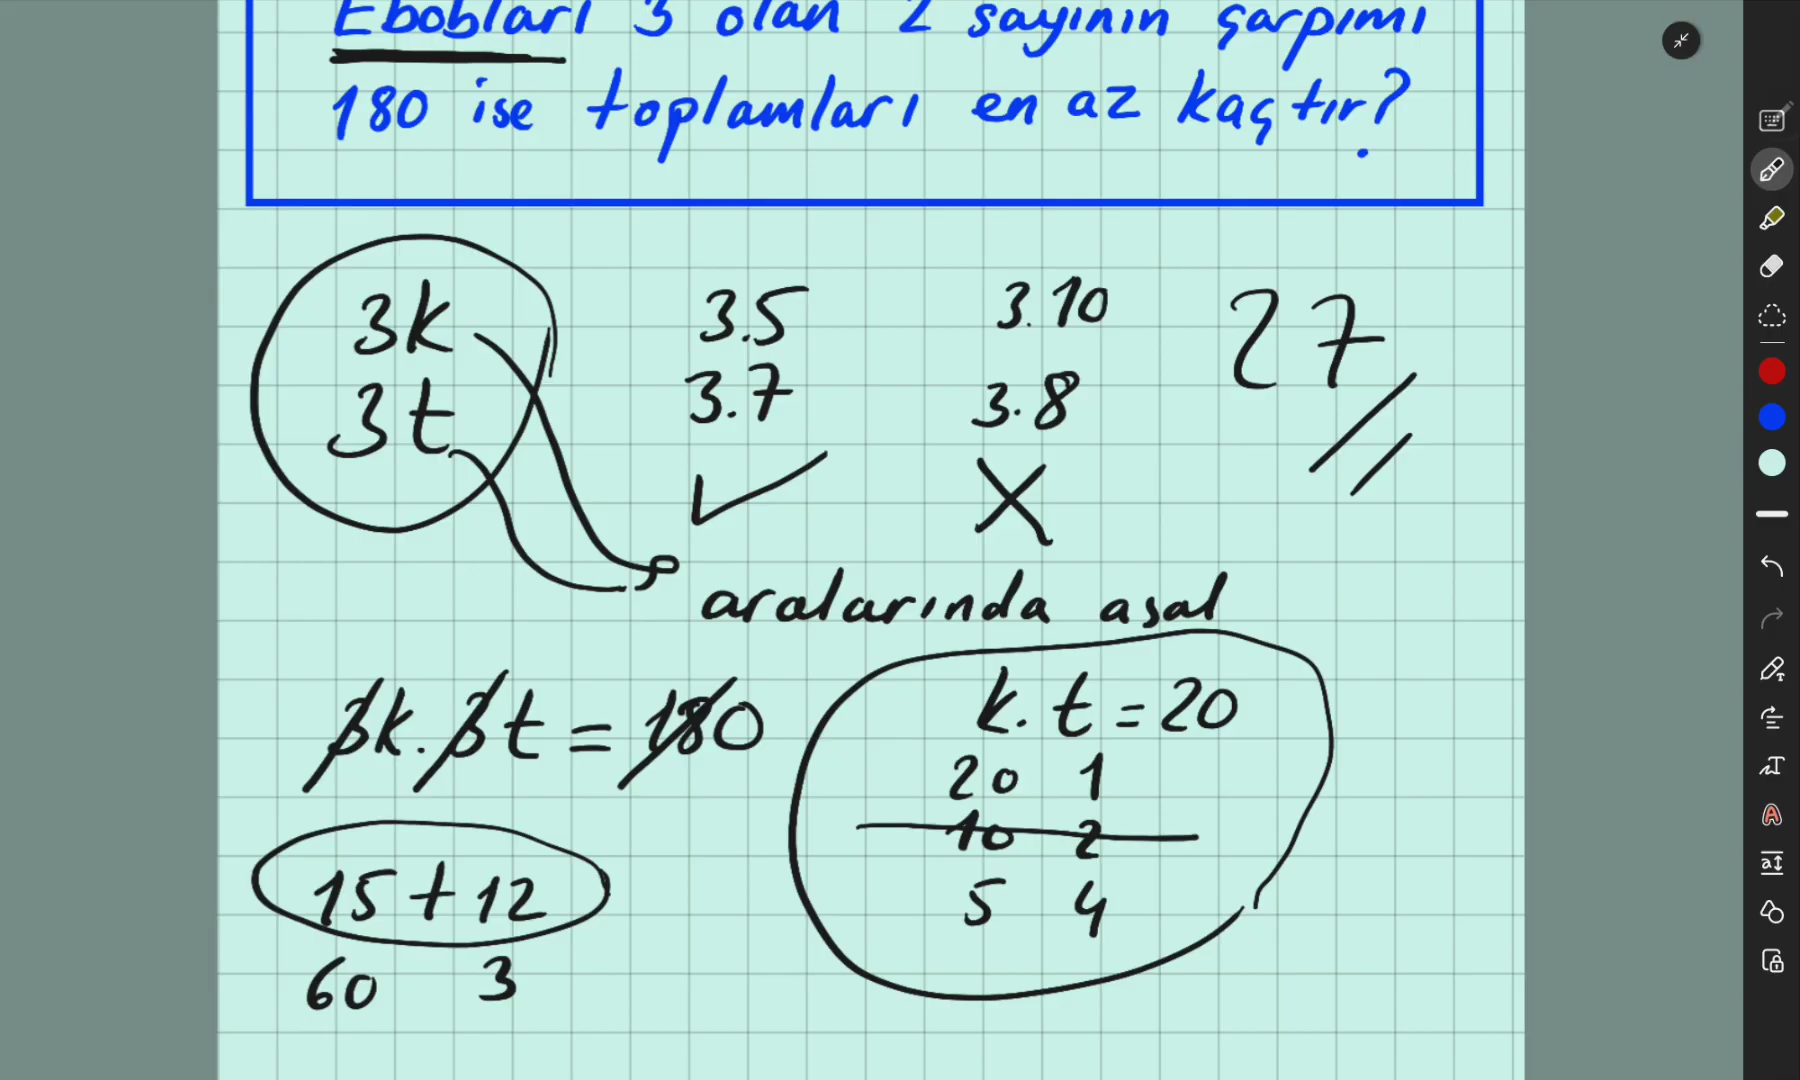 Ebobları 3 olan 2 sayının çarpımı
180 ise toplamları en az kaçtır?
3k
3t
3.5
3.7
3.10
3.8
27
aralarında asal
3k.3t=180
k.t=20
20 1
10 2
5 4
15+12
60 3